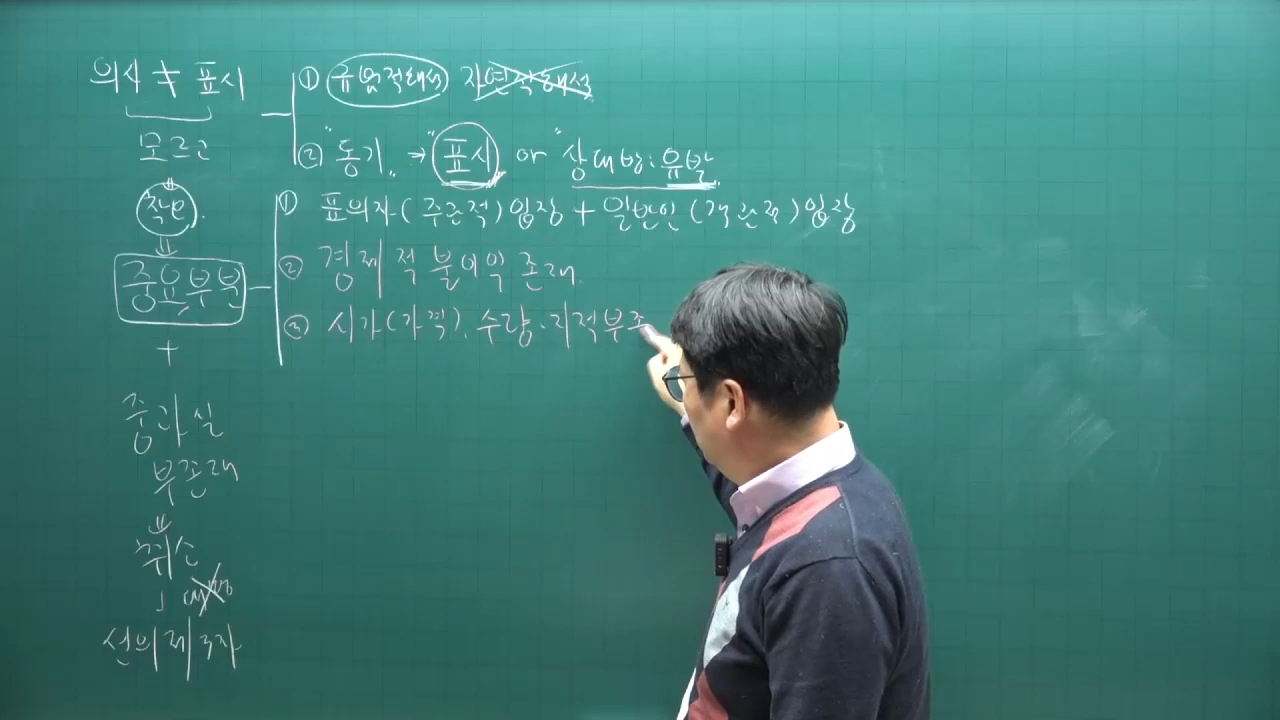 의사 ≠ 표시
① 규범적해석 자연적해석
모르고
② "동기" → "표시" or "상대방:유발"
착오
① 표의자(주관적)입장 + 일반인(객관적)입장
중요부분
② 경제적 불이익 존재
③ 시가(가격). 수량·지적부조
+
중과실
부존재
취소
↓ 대항
선의제3자